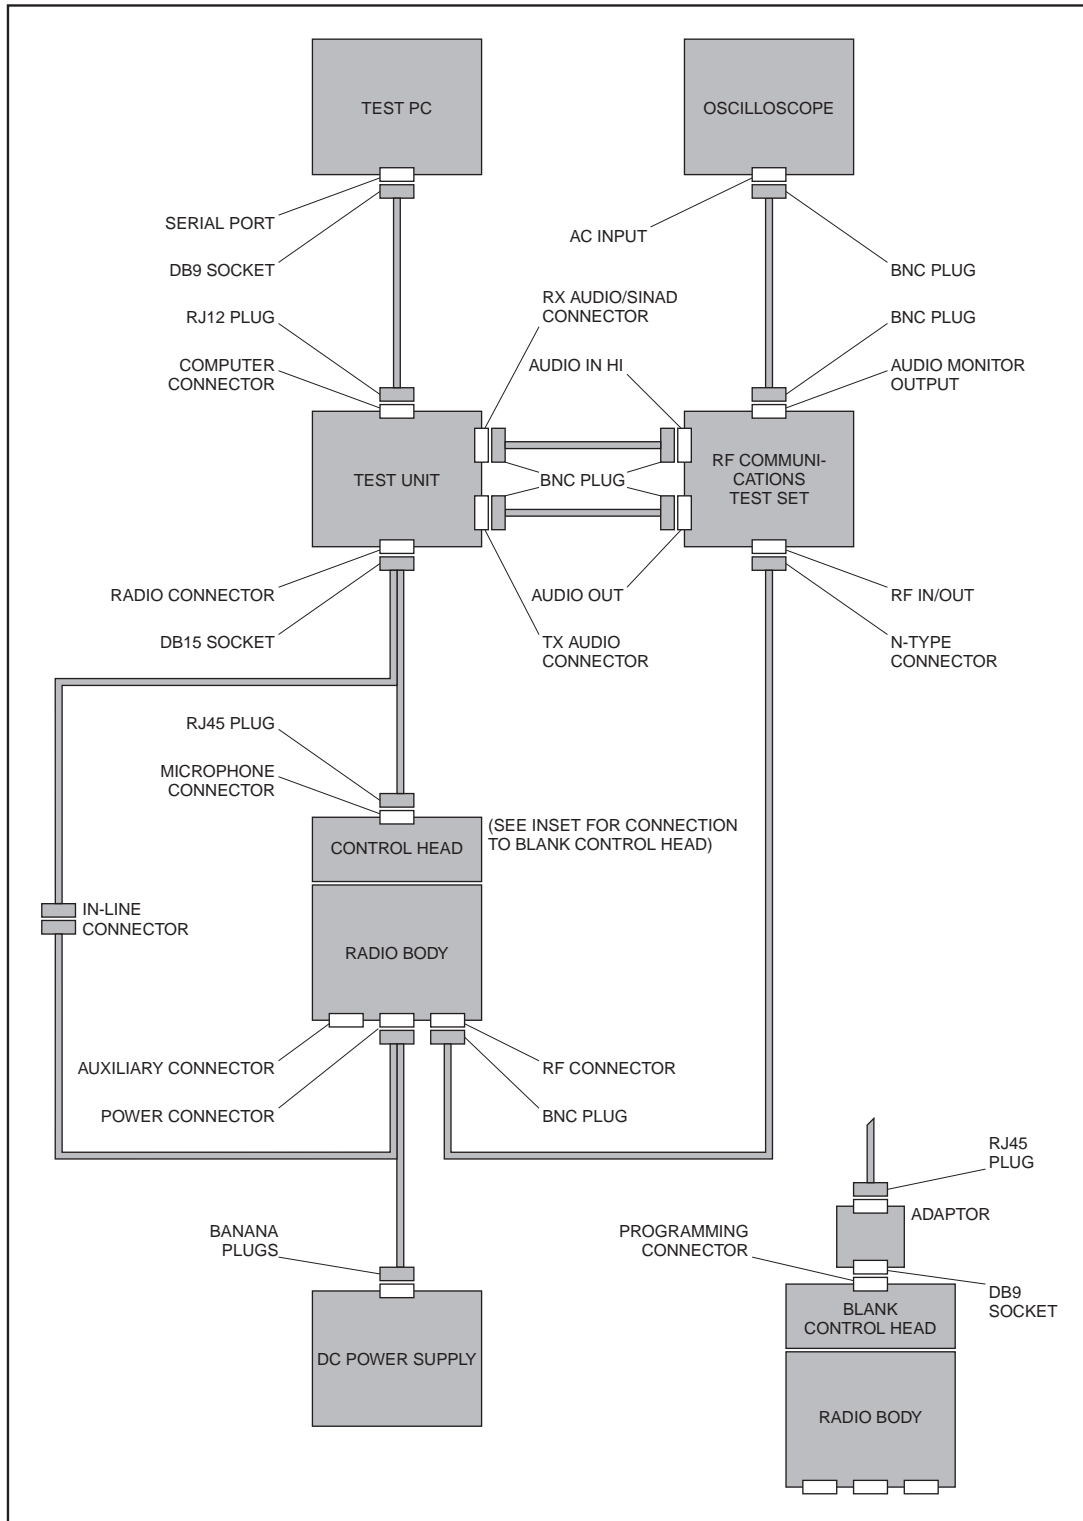 TEST PC
OSCILLOSCOPE
SERIAL PORT
AC INPUT
DB9 SOCKET
BNC PLUG
RX AUDIO/SINAD
CONNECTOR
RJ12 PLUG
BNC PLUG
COMPUTER
CONNECTOR
AUDIO IN HI
AUDIO MONITOR
OUTPUT
TEST UNIT
BNC PLUG
RF COMMUNI-
CATIONS
TEST SET
RADIO CONNECTOR
AUDIO OUT
RF IN/OUT
DB15 SOCKET
TX AUDIO
CONNECTOR
N-TYPE
CONNECTOR
RJ45 PLUG
MICROPHONE
CONNECTOR
(SEE INSET FOR CONNECTION
TO BLANK CONTROL HEAD)
CONTROL HEAD
IN-LINE
CONNECTOR
RADIO BODY
AUXILIARY CONNECTOR
RF CONNECTOR
POWER CONNECTOR
BNC PLUG
RJ45
PLUG
ADAPTOR
BANANA
PLUGS
PROGRAMMING
CONNECTOR
DB9
SOCKET
BLANK
CONTROL HEAD
DC POWER SUPPLY
RADIO BODY